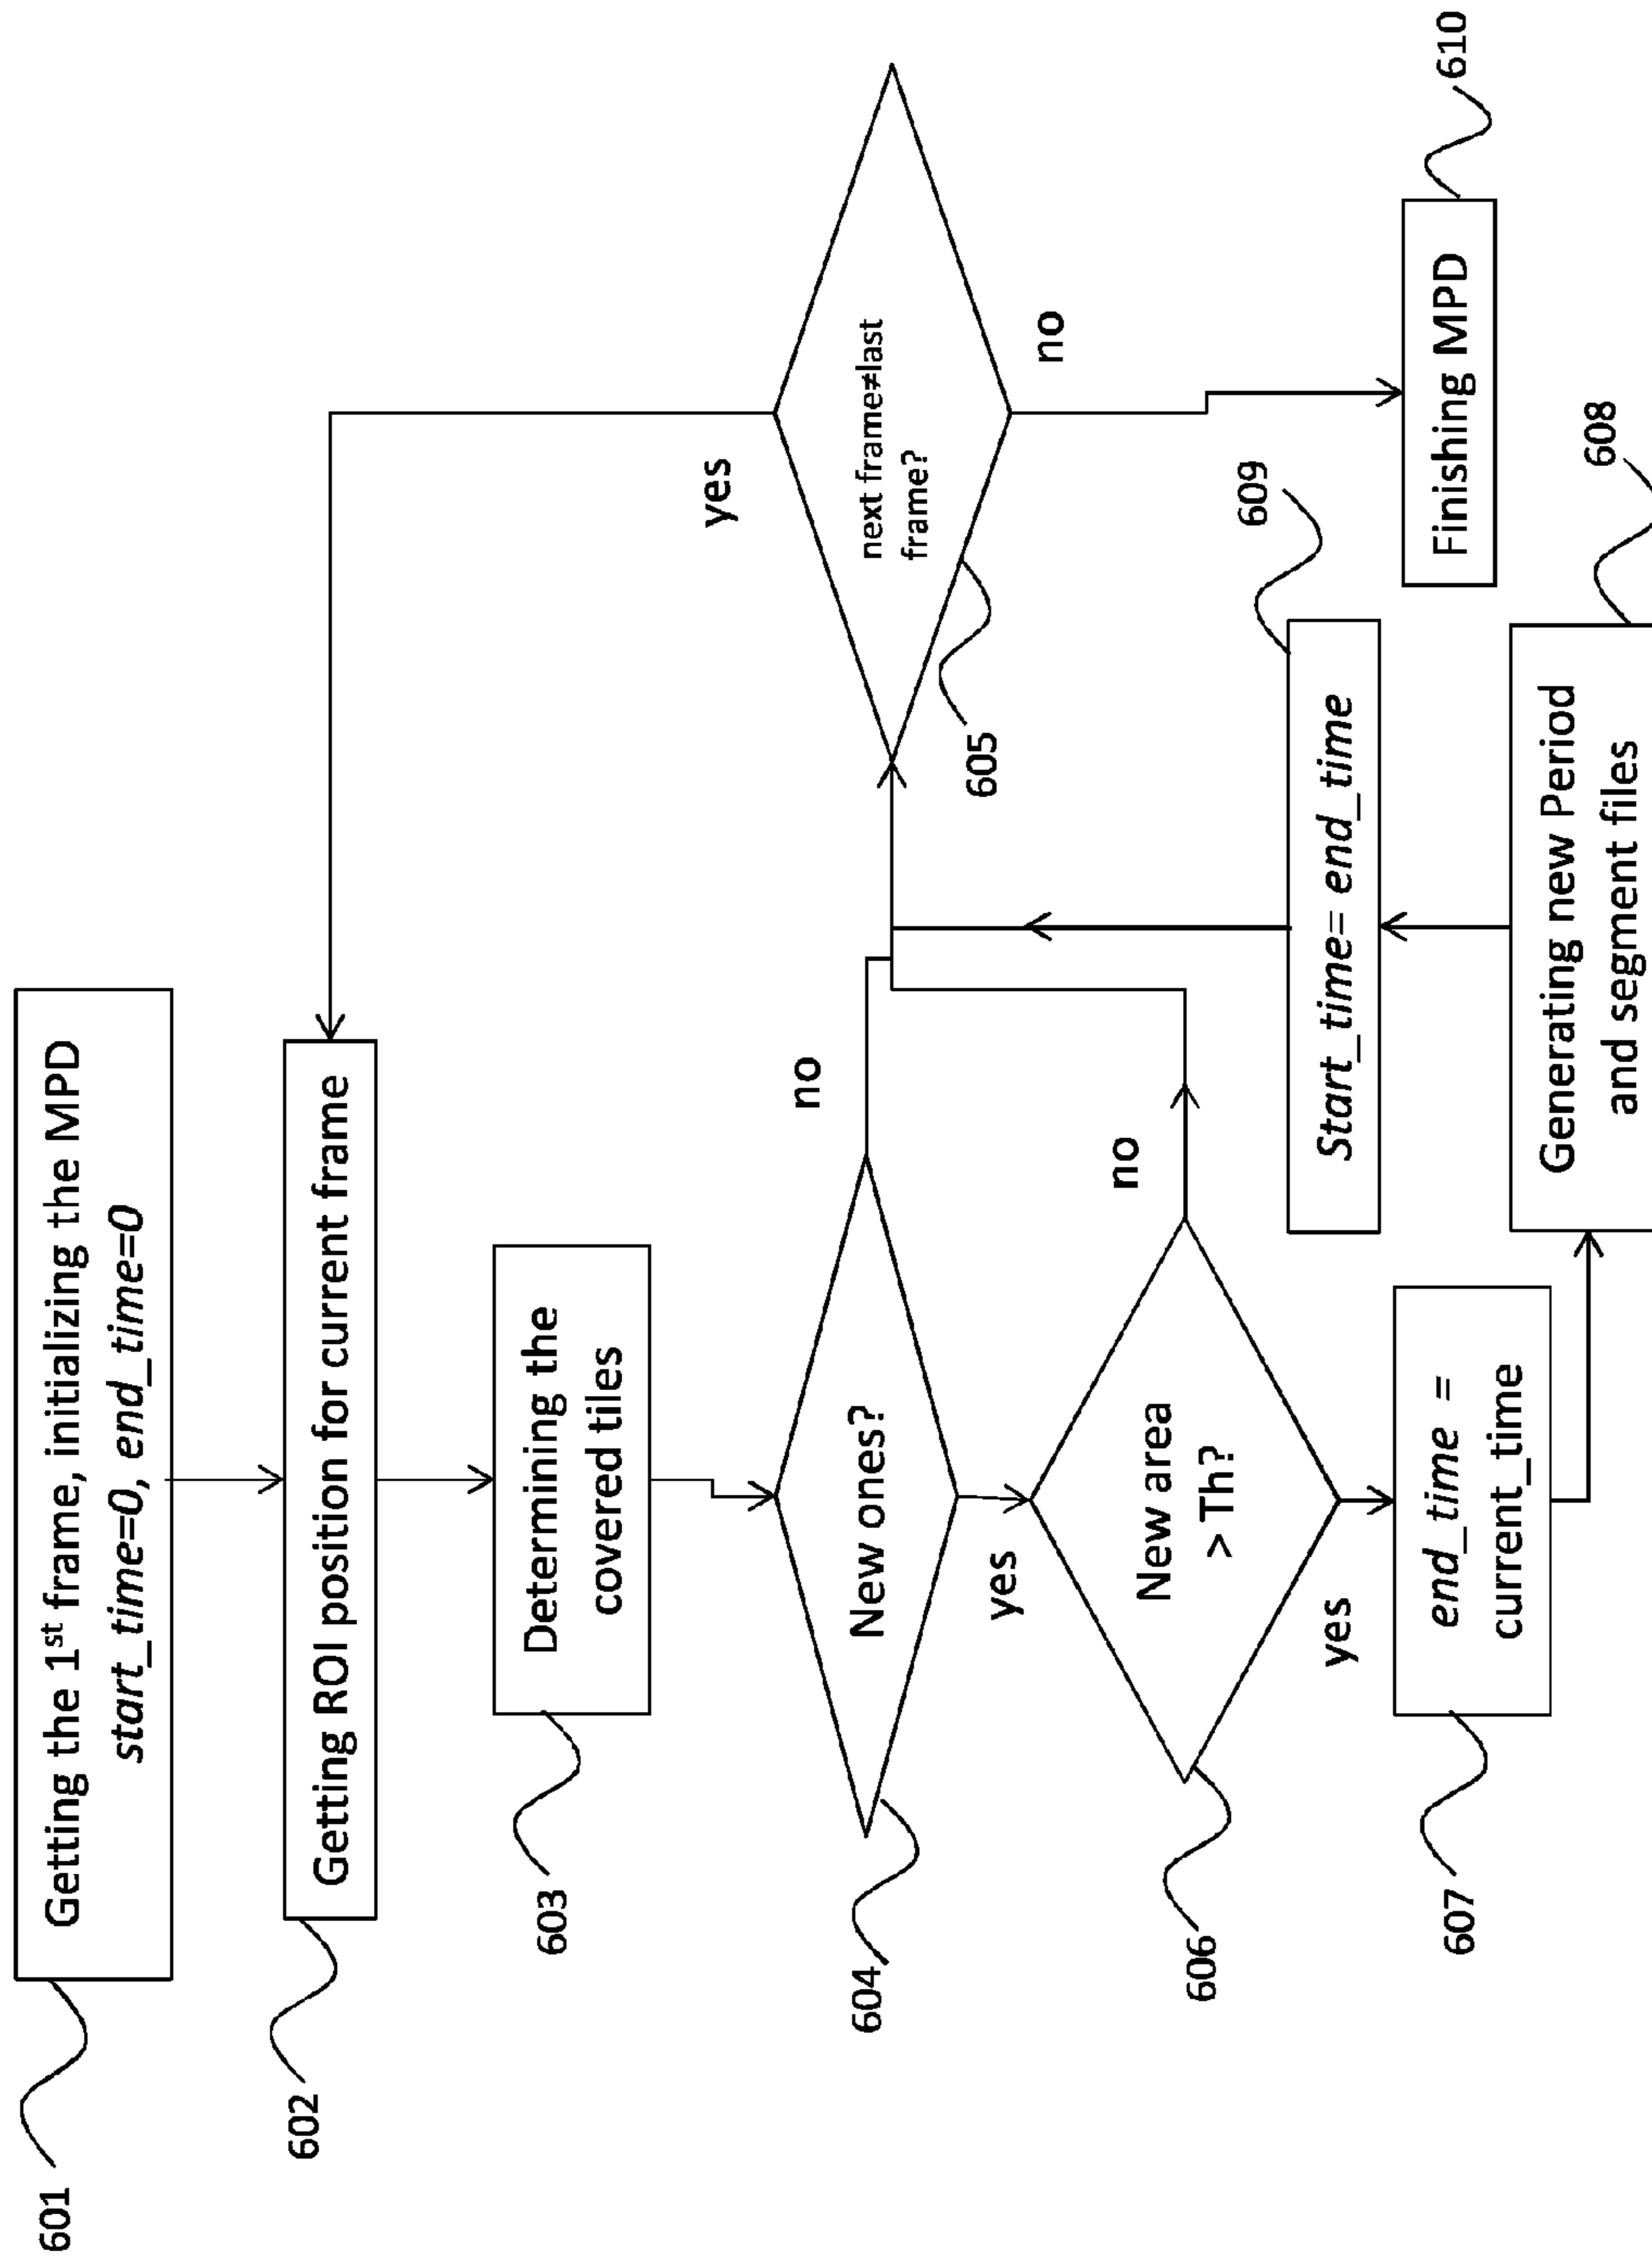 601
Getting the 1st frame, initializing the MPD
start_time=0, end_time=0
602
Getting ROI position for current frame
603
Determining the
covered tiles
604
New ones?
no
yes
606
New area
> Th?
no
yes
607
end_time =
current_time
608
Generating new Period
and segment files
609
Start_time= end_time
605
next frame≠last
frame?
yes
no
Finishing MPD
610